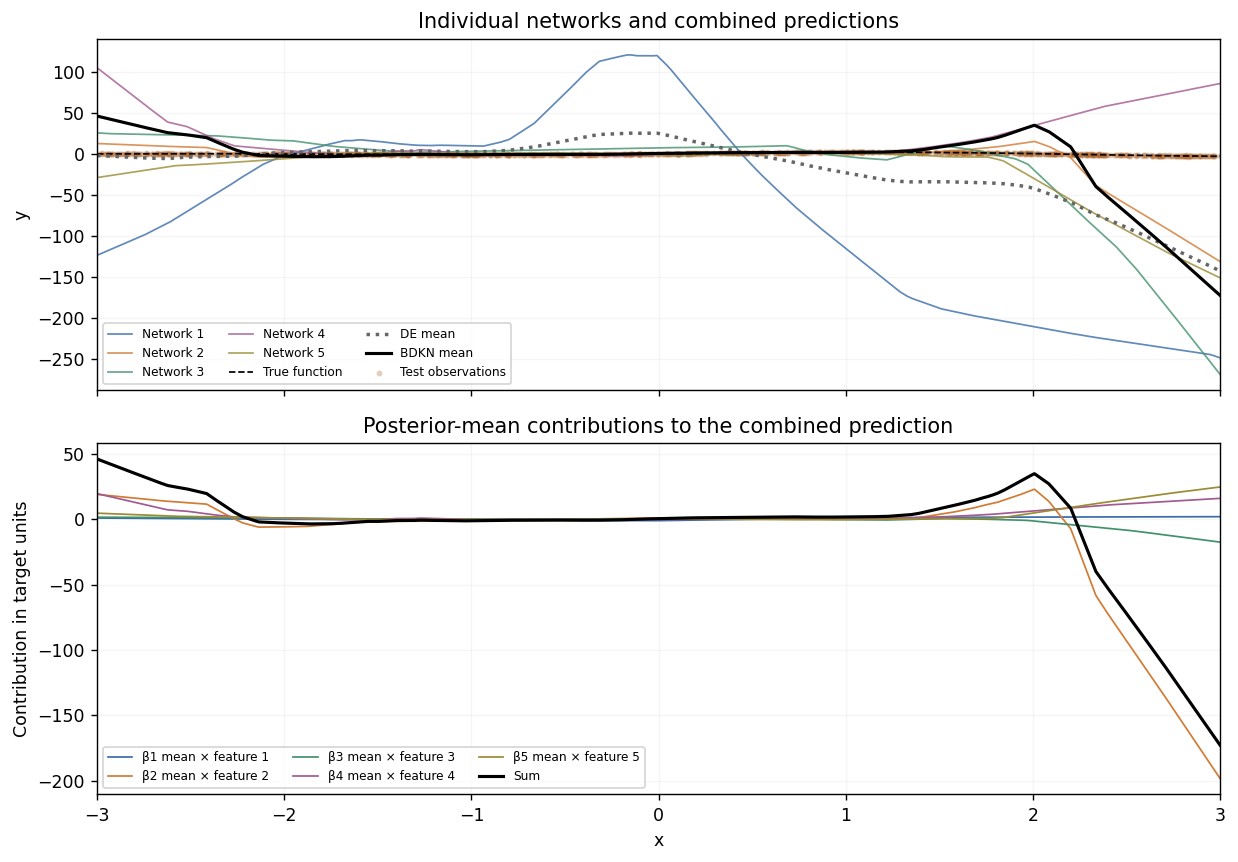 Individual networks and combined predictions
100
50
0
−50
−100
−150
−200
−250
y
Network 1
Network 2
Network 3
Network 4
Network 5
True function
DE mean
BDKN mean
Test observations
Posterior-mean contributions to the combined prediction
50
0
−50
−100
−150
−200
Contribution in target units
β1 mean × feature 1
β2 mean × feature 2
β3 mean × feature 3
β4 mean × feature 4
β5 mean × feature 5
Sum
−3
−2
−1
0
1
2
3
x